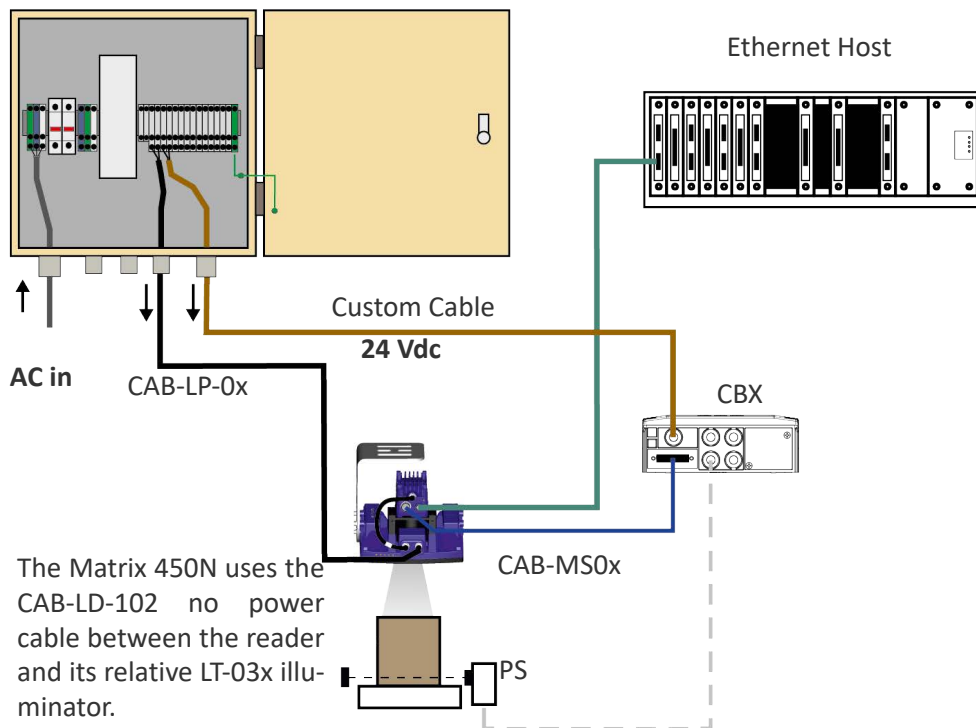 Ethernet Host
Custom Cable
24 Vdc
AC in
CAB-LP-0x
CBX
CAB-MS0x
The Matrix 450N uses the
CAB-LD-102 no power
cable between the reader
and its relative LT-03x illu-
minator.
PS